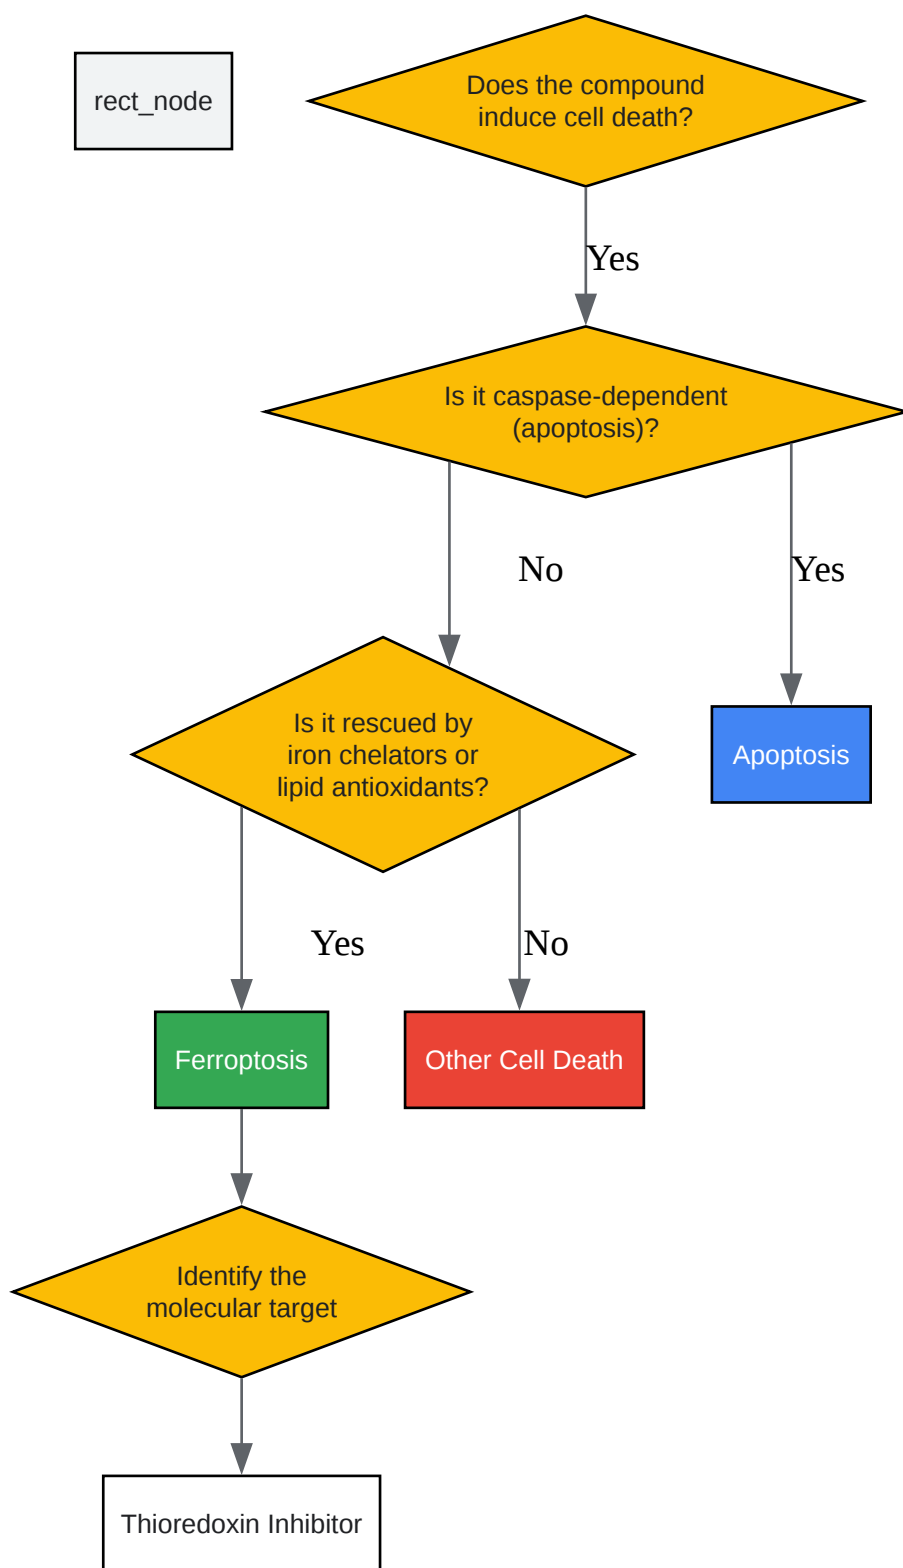 rect_node
Does the compound
induce cell death?
Yes
Is it caspase-dependent
(apoptosis)?
No
Yes
Is it rescued by
iron chelators or
lipid antioxidants?
Apoptosis
Yes
No
Ferroptosis
Other Cell Death
Identify the
molecular target
Thioredoxin Inhibitor